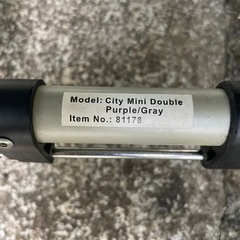 Model: City Mini Double
Purple/Gray
Item No.: 81178